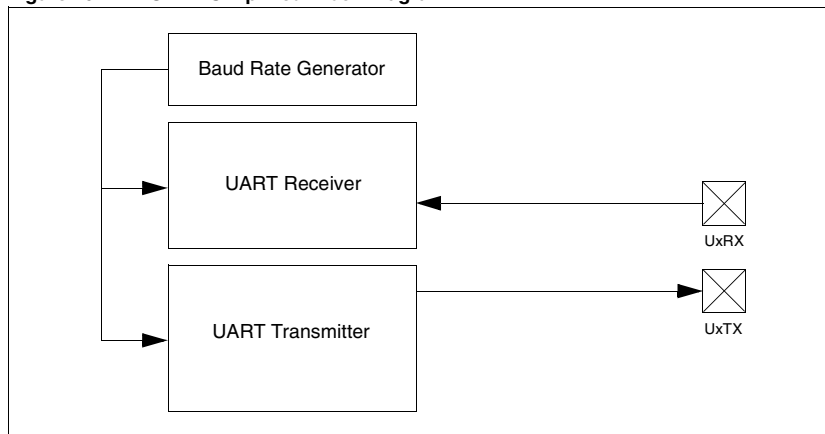 Baud Rate Generator
UART Receiver
UxRX
UART Transmitter
UxTX